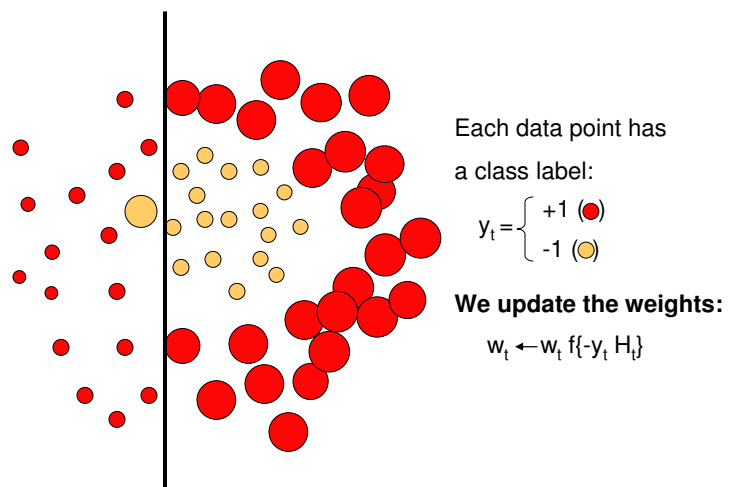 Each data point has
a class label:
y_t = { +1 ( )
-1 ( )
We update the weights:
w_t ← w_t f{-y_t H_t}